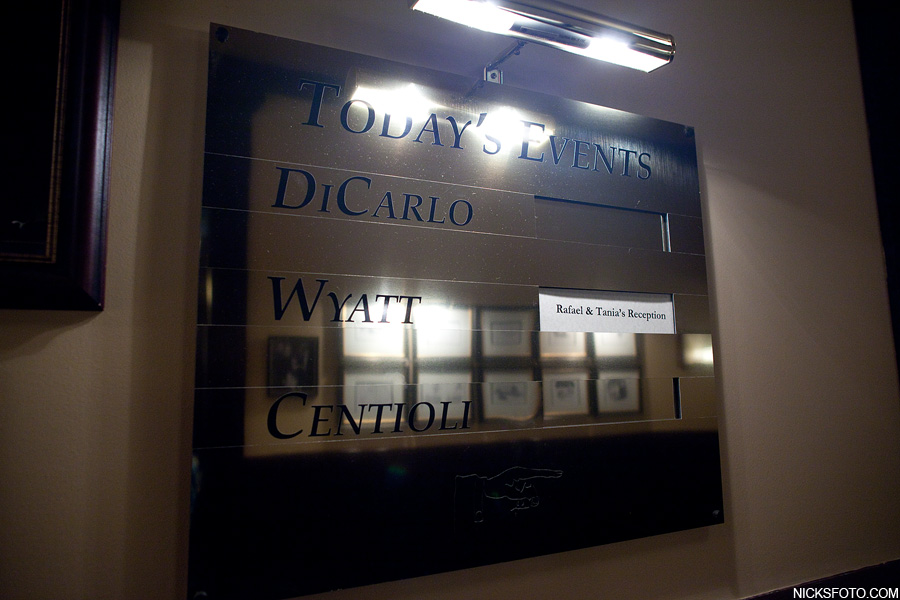 Today's Events
DiCarlo
Wyatt
Rafael & Tania's Reception
Centioli
NICKSFOTO.COM